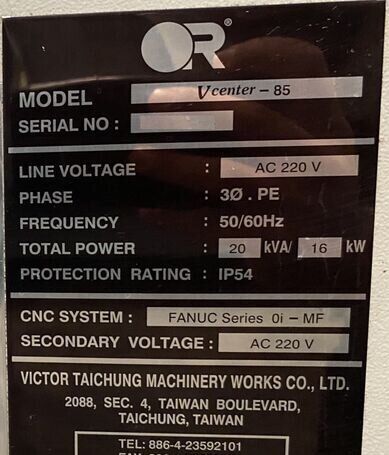 R®
MODEL Vcenter – 85
SERIAL NO :
LINE VOLTAGE : AC 220 V
PHASE : 3Ø. PE
FREQUENCY : 50/60Hz
TOTAL POWER : 20 kVA/ 16 kW
PROTECTION RATING : IP54
CNC SYSTEM : FANUC Series 0i – MF
SECONDARY VOLTAGE : AC 220 V
VICTOR TAICHUNG MACHINERY WORKS CO., LTD.
2088, SEC. 4, TAIWAN BOULEVARD,
TAICHUNG, TAIWAN
TEL: 886-4-23592101